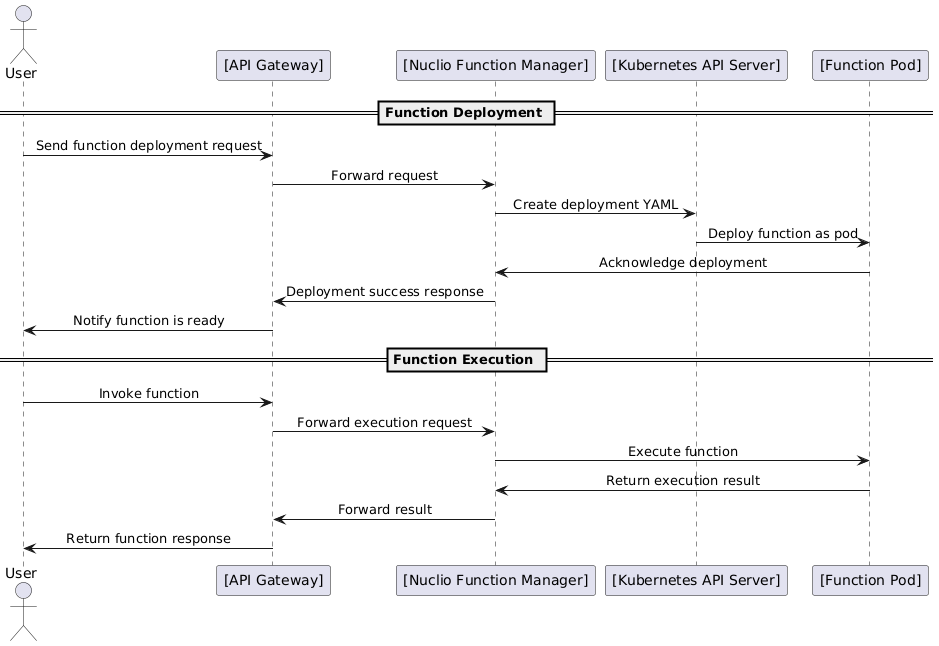 User
[API Gateway]
[Nuclio Function Manager]
[Kubernetes API Server]
[Function Pod]
Function Deployment
Send function deployment request
Forward request
Create deployment YAML
Deploy function as pod
Acknowledge deployment
Deployment success response
Notify function is ready
Function Execution
Invoke function
Forward execution request
Execute function
Return execution result
Forward result
Return function response
User
[API Gateway]
[Nuclio Function Manager]
[Kubernetes API Server]
[Function Pod]